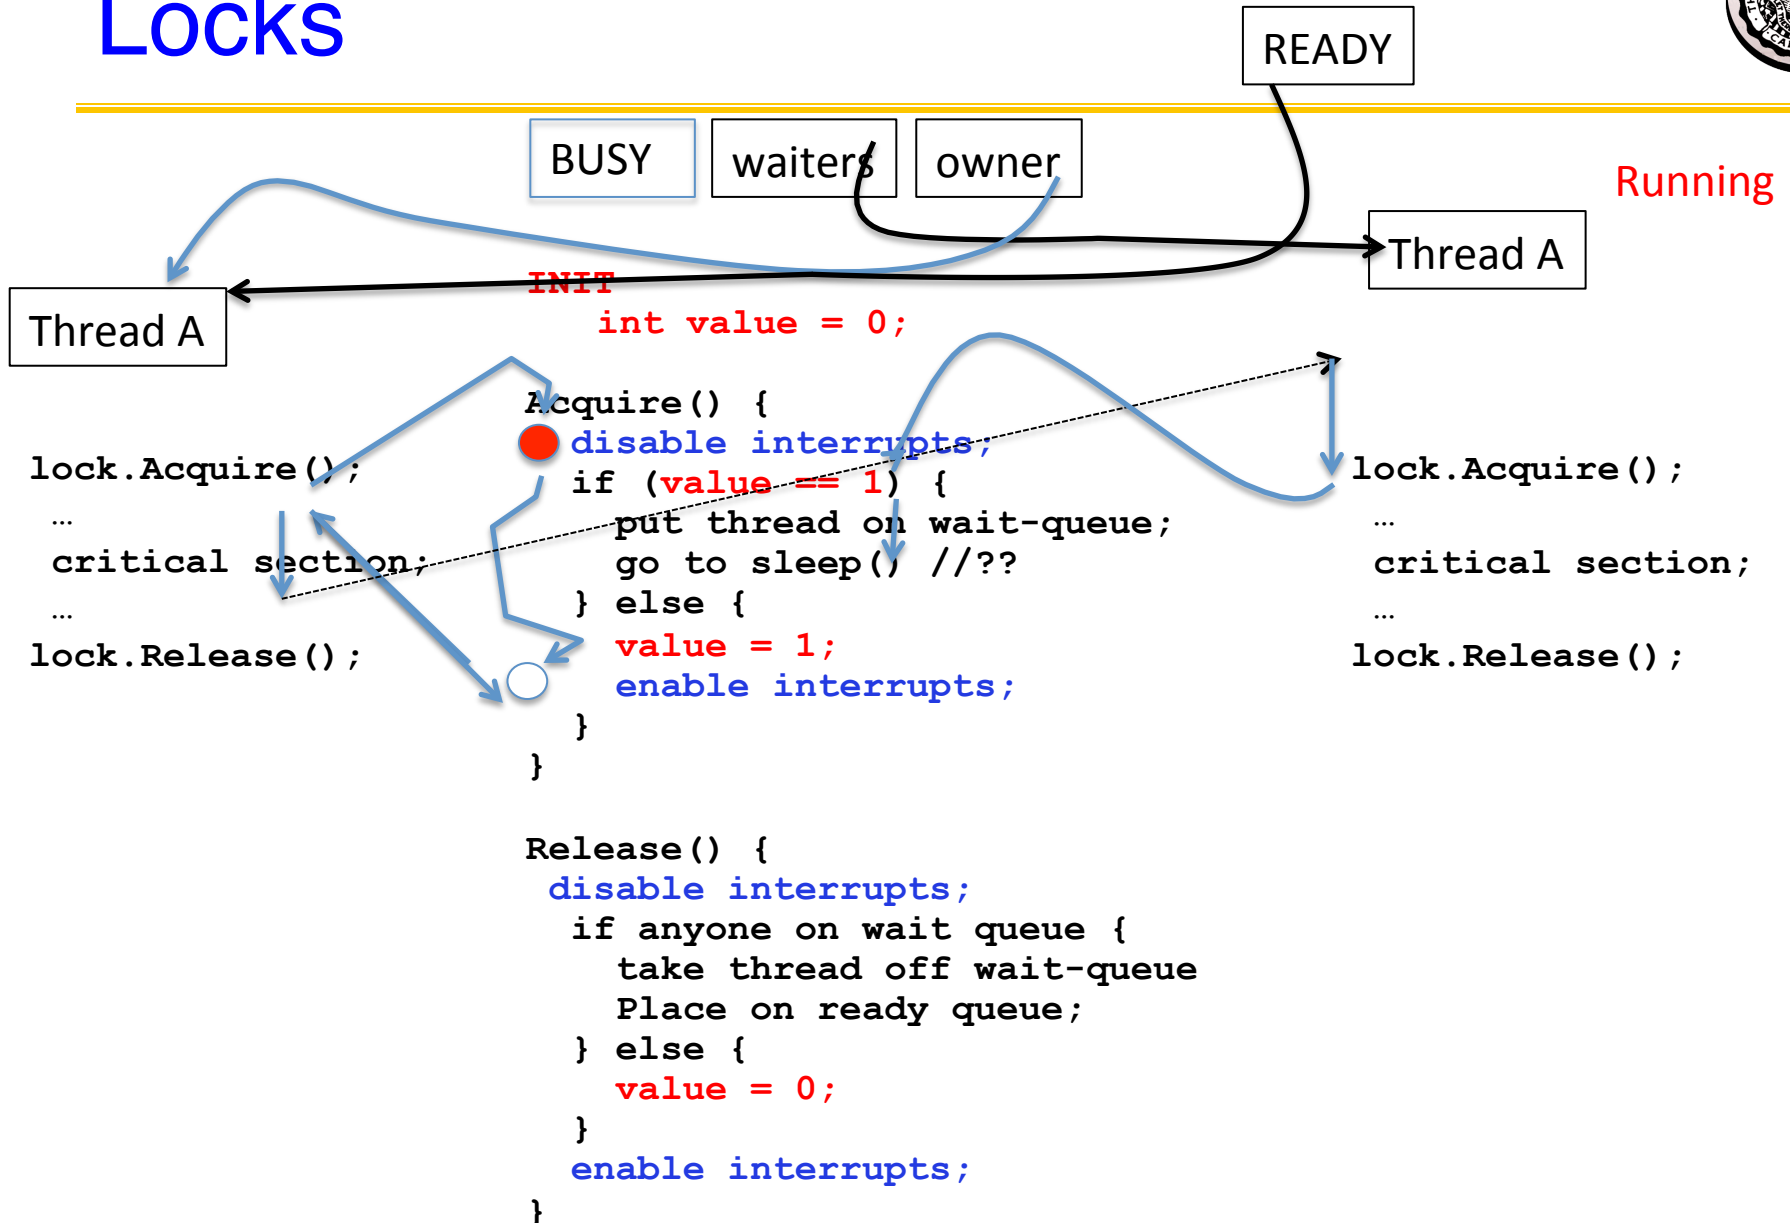 Locks
READY
BUSY
waiters
owner
Running
Thread A
Thread A
INIT
int value = 0;
Acquire() {
disable interrupts;
if (value == 1) {
put thread on wait-queue;
go to sleep() //??
} else {
value = 1;
enable interrupts;
}
}
Release() {
disable interrupts;
if anyone on wait queue {
take thread off wait-queue
Place on ready queue;
} else {
value = 0;
}
enable interrupts;
}
lock.Acquire();
…
critical section;
…
lock.Release();
lock.Acquire();
…
critical section;
…
lock.Release();